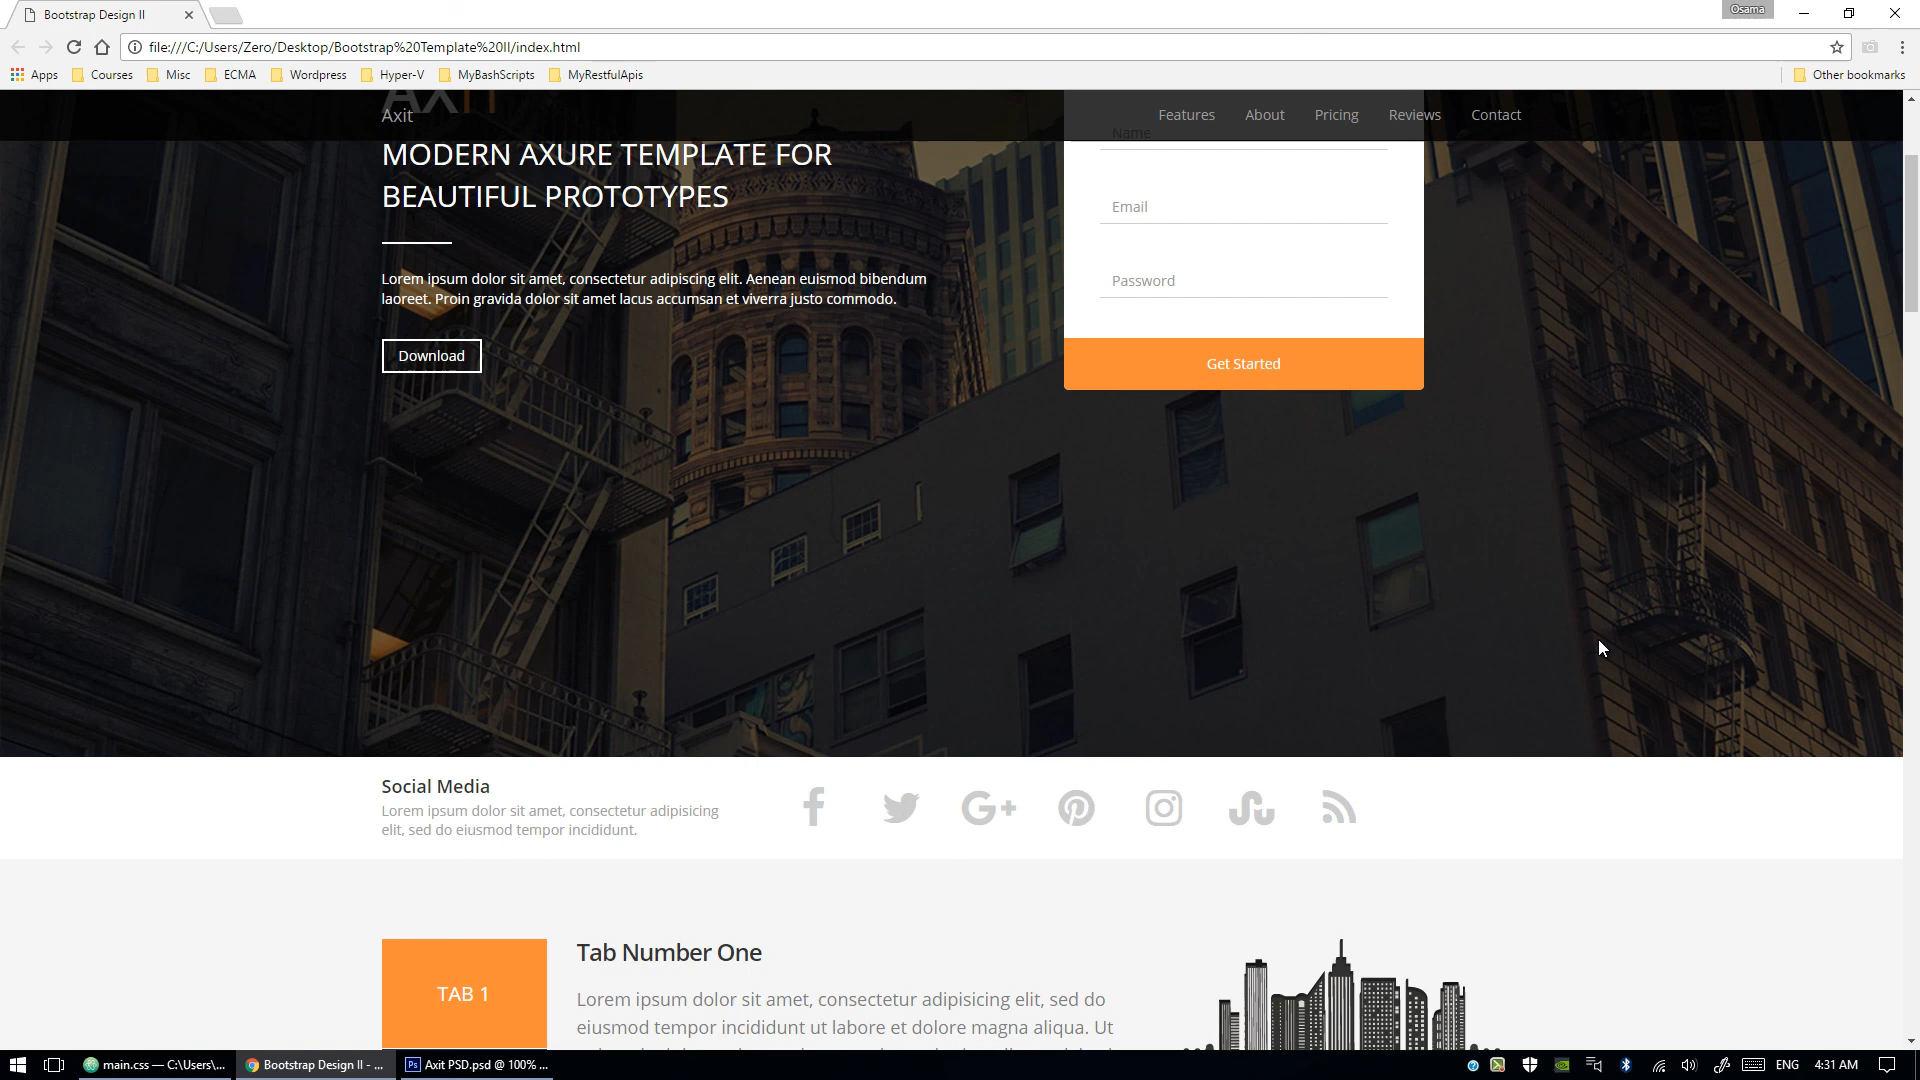 Bootstrap Design II
Osama
file:///C:/Users/Zero/Desktop/Bootstrap%20Template%20II/index.html
Apps Courses Misc ECMA Wordpress Hyper-V MyBashScripts MyRestfulApis Other bookmarks
AXIT
Axit Features About Pricing Reviews Contact
Name
MODERN AXURE TEMPLATE FOR
BEAUTIFUL PROTOTYPES
Email
Lorem ipsum dolor sit amet, consectetur adipiscing elit. Aenean euismod bibendum
laoreet. Proin gravida dolor sit amet lacus accumsan et viverra justo commodo.
Password
Download
Get Started
Social Media
Lorem ipsum dolor sit amet, consectetur adipisicing
elit, sed do eiusmod tempor incididunt.
TAB 1
Tab Number One
Lorem ipsum dolor sit amet, consectetur adipisicing elit, sed do
eiusmod tempor incididunt ut labore et dolore magna aliqua. Ut
main.css — C:\Users\... Bootstrap Design II - ... Axit PSD.psd @ 100% ... ENG 4:31 AM